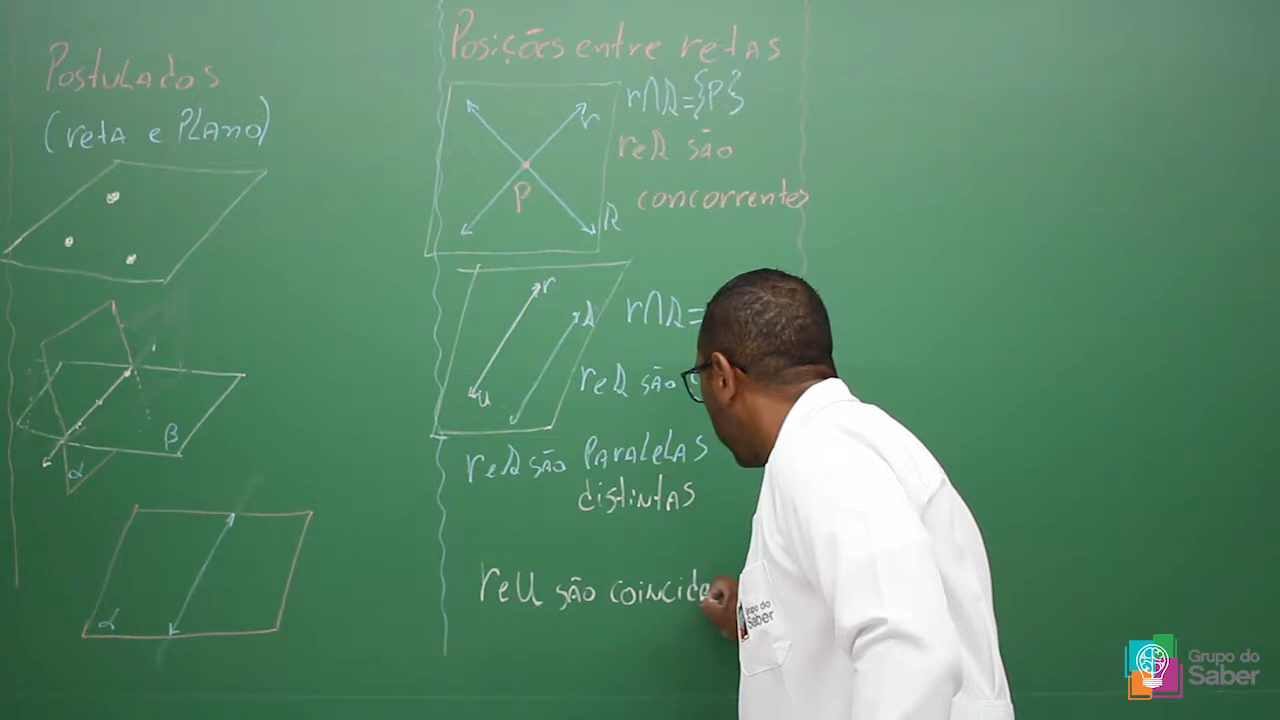 Postulados
(reta e Plano)
β
α
α
Posições entre retas
r
P
s
r∩s={P}
r e s são
concorrentes
r
s
u
r∩s=
r e s são
r e s são Paralelas
distintas
r e u são coincide
Grupo do
Saber
Grupo do
Saber